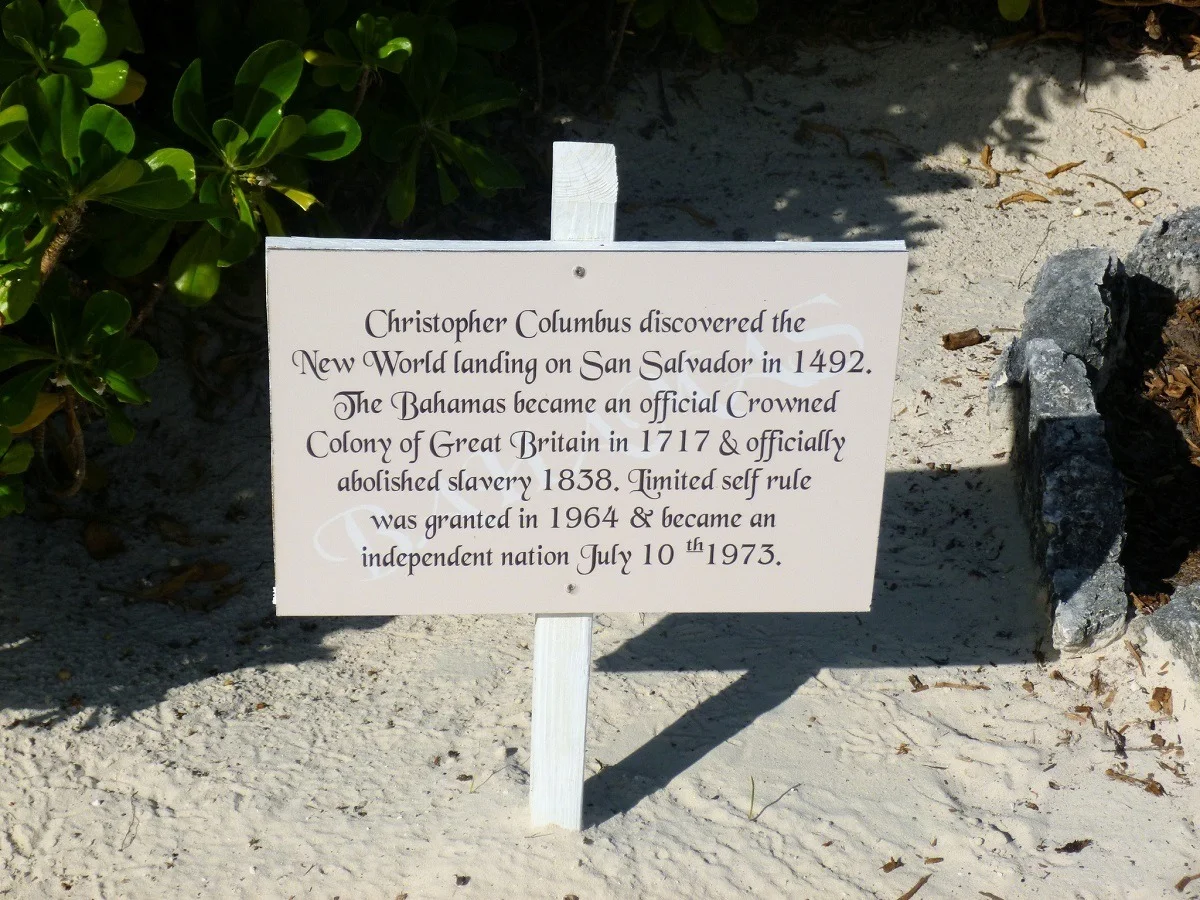 Christopher Columbus discovered the
New World landing on San Salvador in 1492.
The Bahamas became an official Crowned
Colony of Great Britain in 1717 & officially
abolished slavery 1838. Limited self rule
was granted in 1964 & became an
independent nation July 10 th 1973.
BAHAMAS